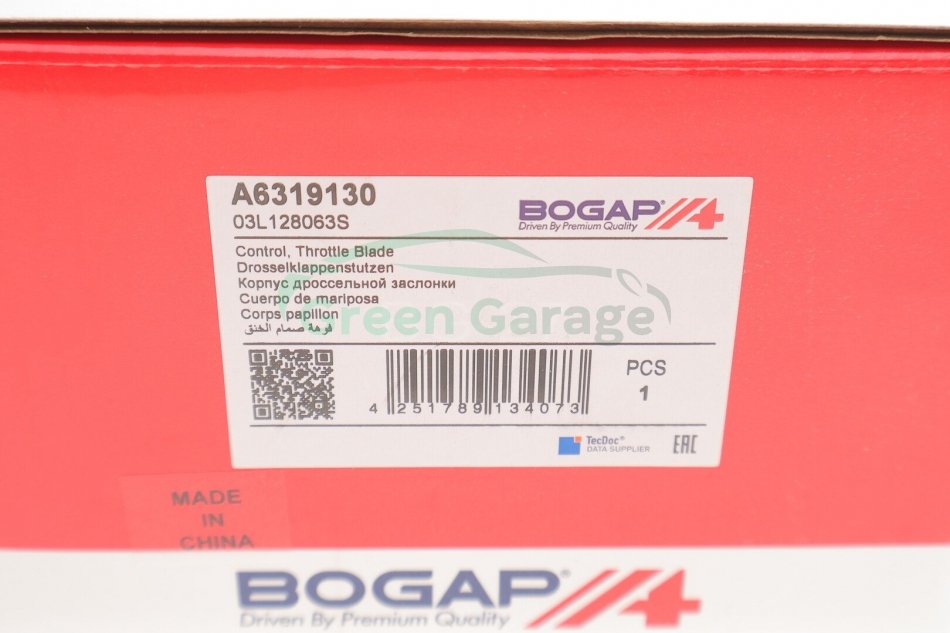 A6319130
03L128063S
BOGAP®
Driven By Premium Quality
Control, Throttle Blade
Drosselklappenstutzen
Корпус дроссельной заслонки
Cuerpo de mariposa
Corps papillon
فوهة صمام الخنق
Green Garage
PCS
1
4 251789 134073
TecDoc®
DATA SUPPLIER
EAC
MADE
IN
CHINA
BOGAP®
Driven By Premium Quality